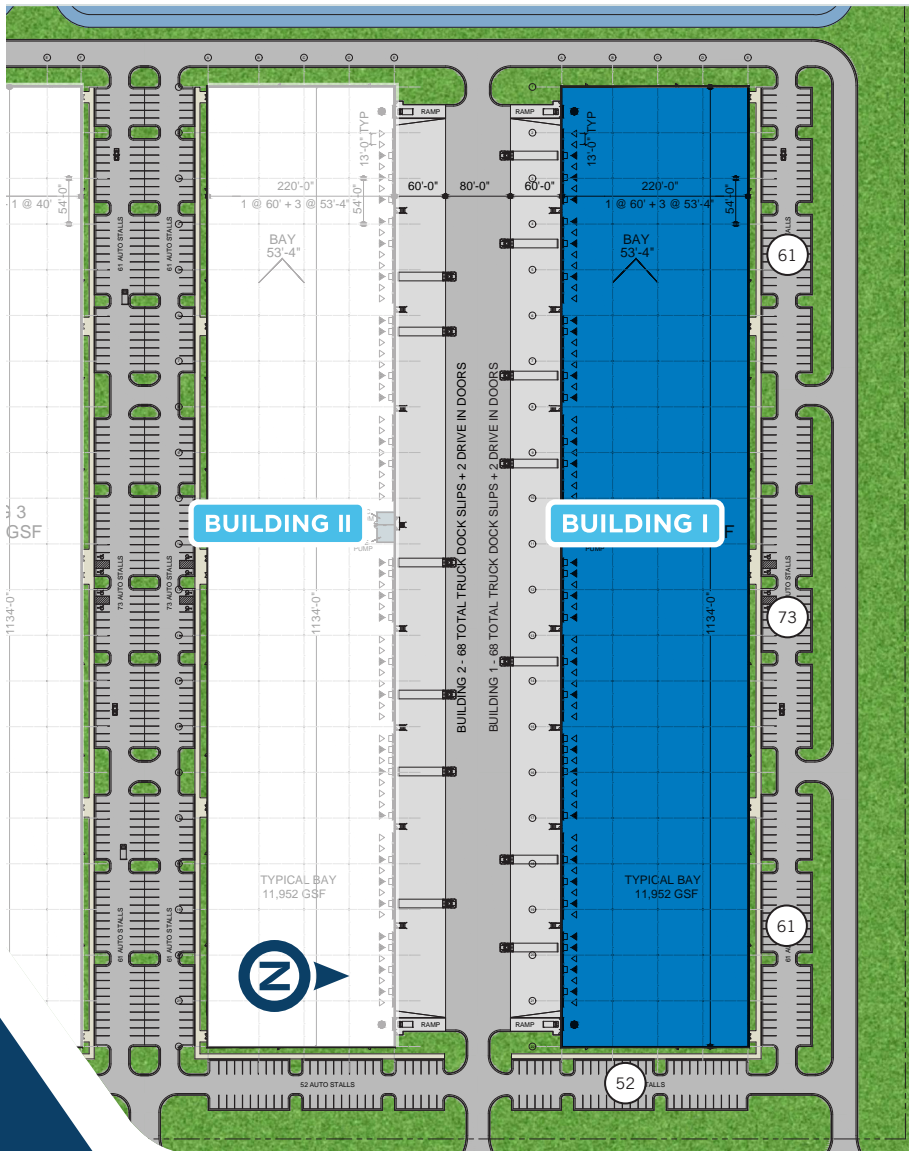 RAMP
RAMP
13'-0" TYP
13'-0" TYP
- 1 @ 40'
54'-0"
220'-0"
1 @ 60' + 3 @ 53'-4"
54'-0"
60'-0"
80'-0"
60'-0"
220'-0"
1 @ 60' + 3 @ 53'-4"
54'-0"
61 AUTO STALLS
61 AUTO STALLS
BAY
53'-4"
BAY
53'-4"
STALLS
61
BUILDING 2 - 68 TOTAL TRUCK DOCK SLIPS + 2 DRIVE IN DOORS
BUILDING 1 - 68 TOTAL TRUCK DOCK SLIPS + 2 DRIVE IN DOORS
G 3
GSF
BUILDING II
BUILDING I
PUMP
PUMP
73 AUTO STALLS
73 AUTO STALLS
STALLS
1134'-0"
1134'-0"
1134'-0"
73
TYPICAL BAY
11,952 GSF
TYPICAL BAY
11,952 GSF
61 AUTO STALLS
61 AUTO STALLS
61
N
RAMP
RAMP
52 AUTO STALLS
52
STALLS